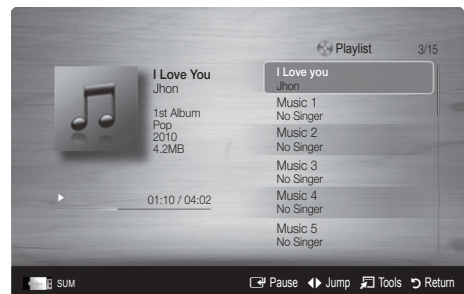 Playlist 3/15
I Love You
Jhon
1st Album
Pop
2010
4.2MB
01:10 / 04:02
I Love you
Jhon
Music 1
No Singer
Music 2
No Singer
Music 3
No Singer
Music 4
No Singer
Music 5
No Singer
SUM
Pause Jump Tools Return